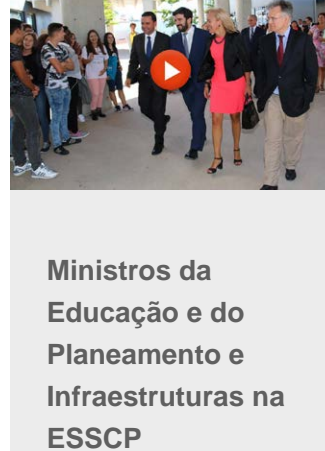 Ministros da
Educação e do
Planeamento e
Infraestruturas na
ESSCP